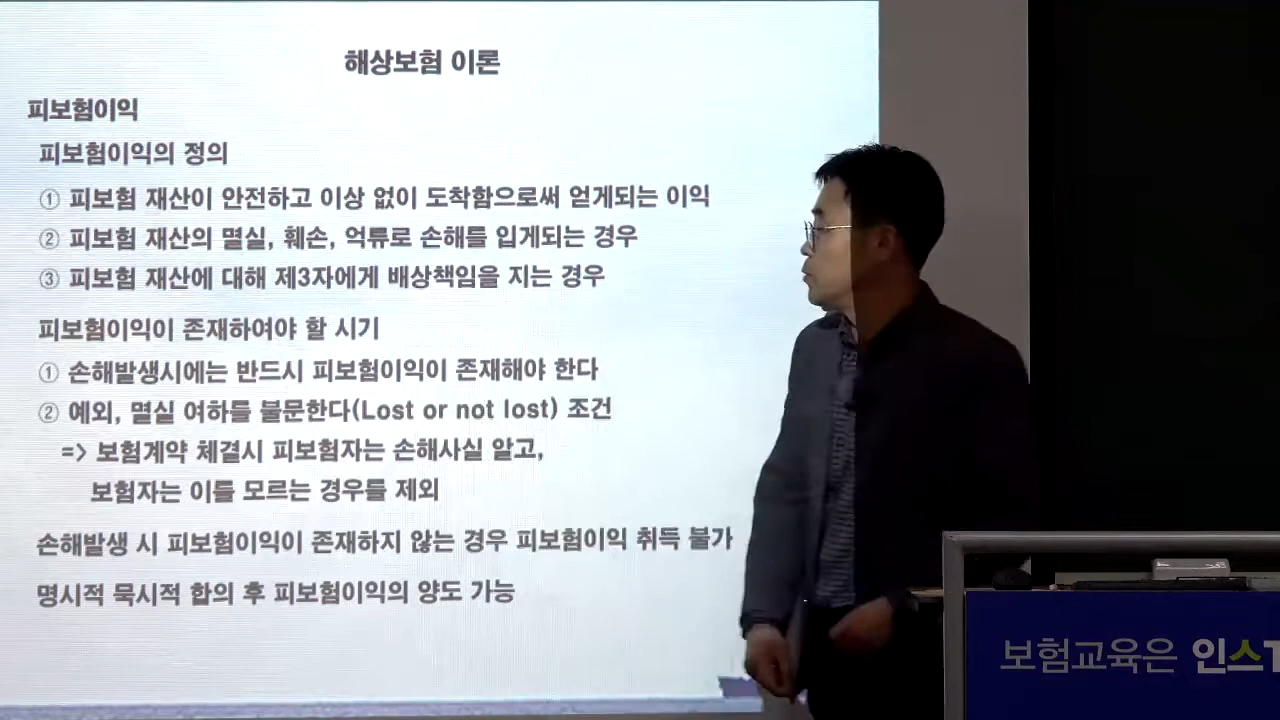 해상보험 이론
피보험이익
피보험이익의 정의
① 피보험 재산이 안전하고 이상 없이 도착함으로써 얻게되는 이익
② 피보험 재산의 멸실, 훼손, 억류로 손해를 입게되는 경우
③ 피보험 재산에 대해 제3자에게 배상책임을 지는 경우
피보험이익이 존재하여야 할 시기
① 손해발생시에는 반드시 피보험이익이 존재해야 한다
② 예외, 멸실 여하를 불문한다(Lost or not lost) 조건
=> 보험계약 체결시 피보험자는 손해사실 알고,
보험자는 이를 모르는 경우를 제외
손해발생 시 피보험이익이 존재하지 않는 경우 피보험이익 취득 불가
명시적 묵시적 합의 후 피보험이익의 양도 가능
보험교육은 인스